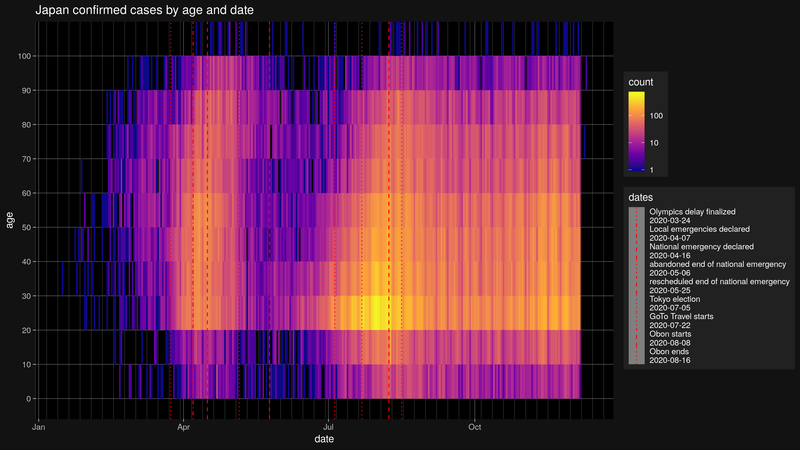 Japan confirmed cases by age and date
100
90
80
70
60
50
40
30
20
10
0
age
Jan
Apr
Jul
Oct
date
count
100
10
1
dates
Olympics delay finalized
2020-03-24
Local emergencies declared
2020-04-07
National emergency declared
2020-04-16
abandoned end of national emergency
2020-05-06
rescheduled end of national emergency
2020-05-25
Tokyo election
2020-07-05
GoTo Travel starts
2020-07-22
Obon starts
2020-08-08
Obon ends
2020-08-16